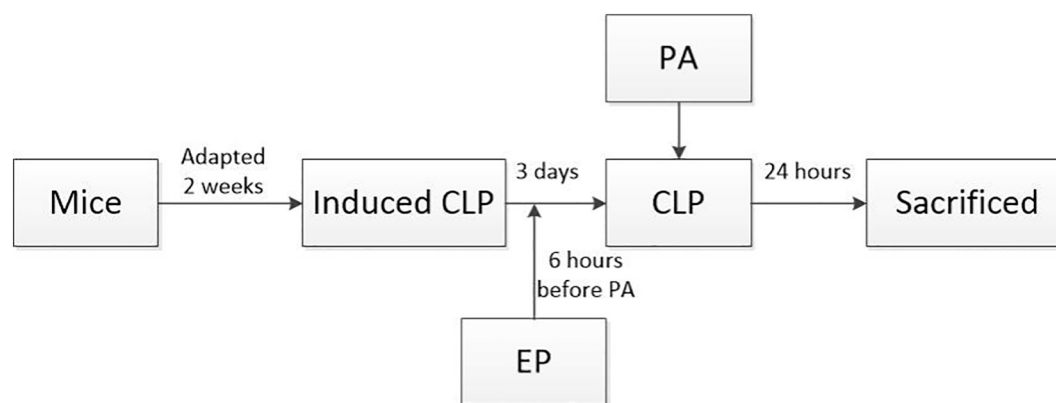 PA
Adapted
2 weeks
3 days
24 hours
Mice
Induced CLP
CLP
Sacrificed
6 hours
before PA
EP